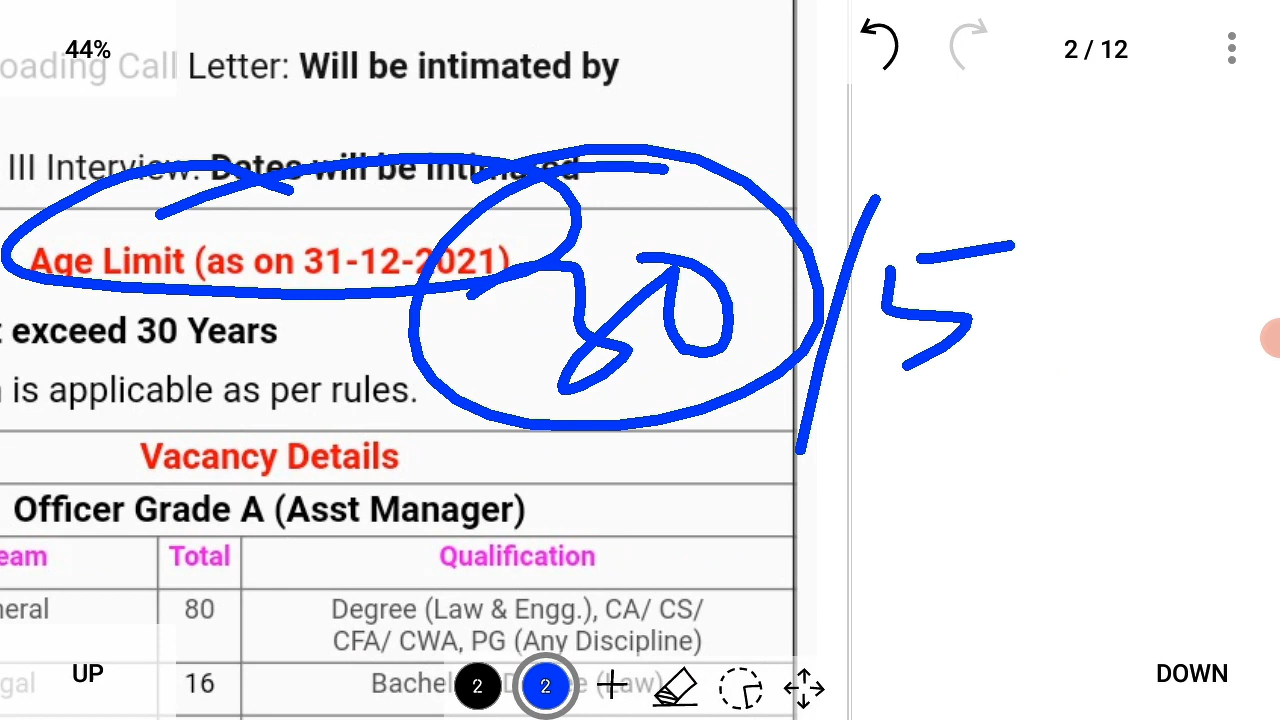 44%
oading Call Letter: Will be intimated by
2 / 12
III Interview: Dates will be intimated
Age Limit (as on 31-12-2021)
30/5
t exceed 30 Years
n is applicable as per rules.
Vacancy Details
Officer Grade A (Asst Manager)
eam Total Qualification
neral 80 Degree (Law & Engg.), CA/ CS/
CFA/ CWA, PG (Any Discipline)
UP
DOWN
gal 16 (Law)
2 2